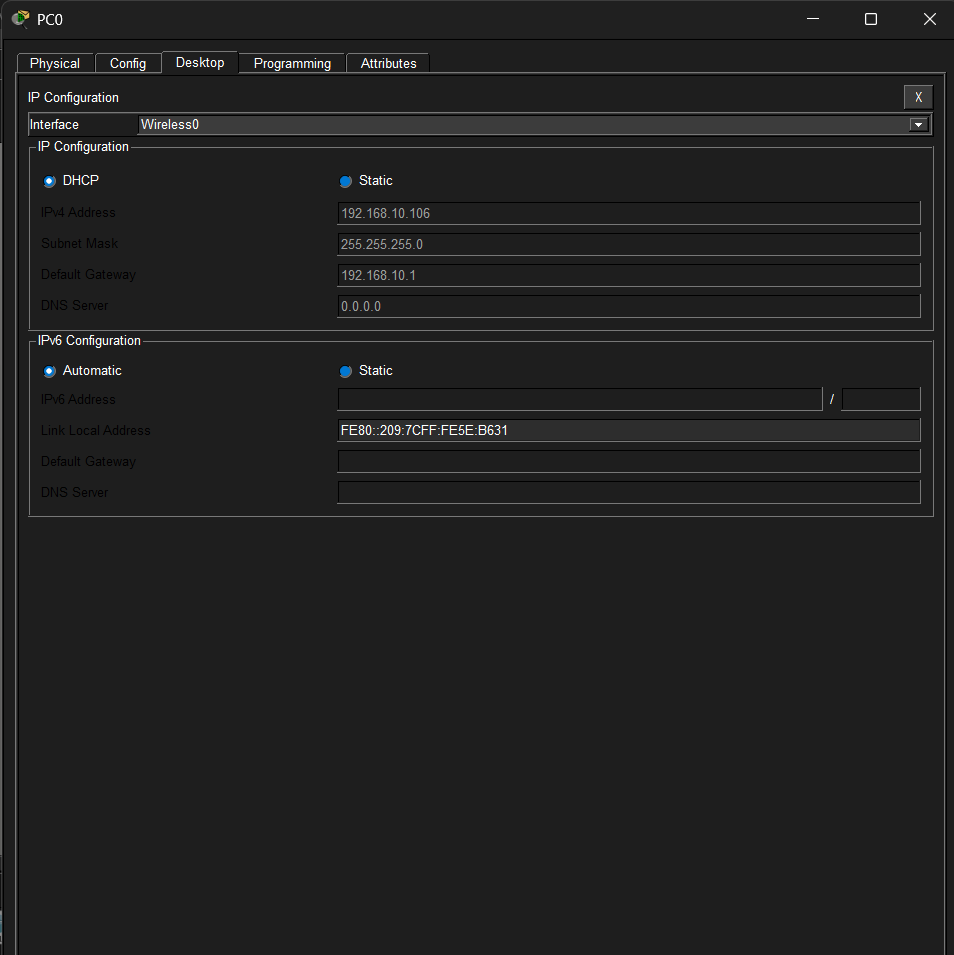 PC0
Physical Config Desktop Programming Attributes
IP Configuration X
Interface Wireless0
IP Configuration
DHCP Static
IPv4 Address 192.168.10.106
Subnet Mask 255.255.255.0
Default Gateway 192.168.10.1
DNS Server 0.0.0.0
IPv6 Configuration
Automatic Static
IPv6 Address /
Link Local Address FE80::209:7CFF:FE5E:B631
Default Gateway
DNS Server